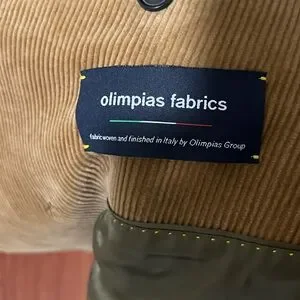 olimpias fabrics
fabric woven and finished in Italy by Olimpias Group